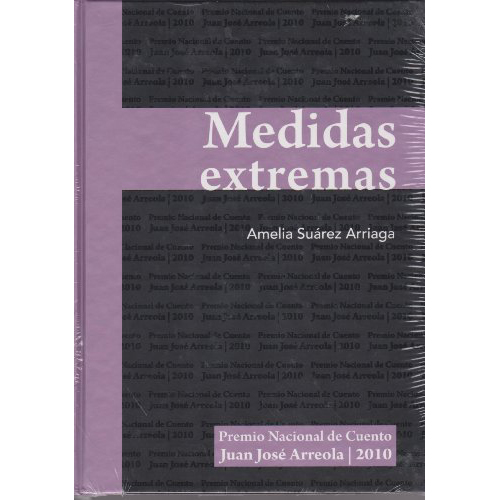 Medidas
extremas
Amelia Suárez Arriaga
Premio Nacional de Cuento
Juan José Arreola | 2010